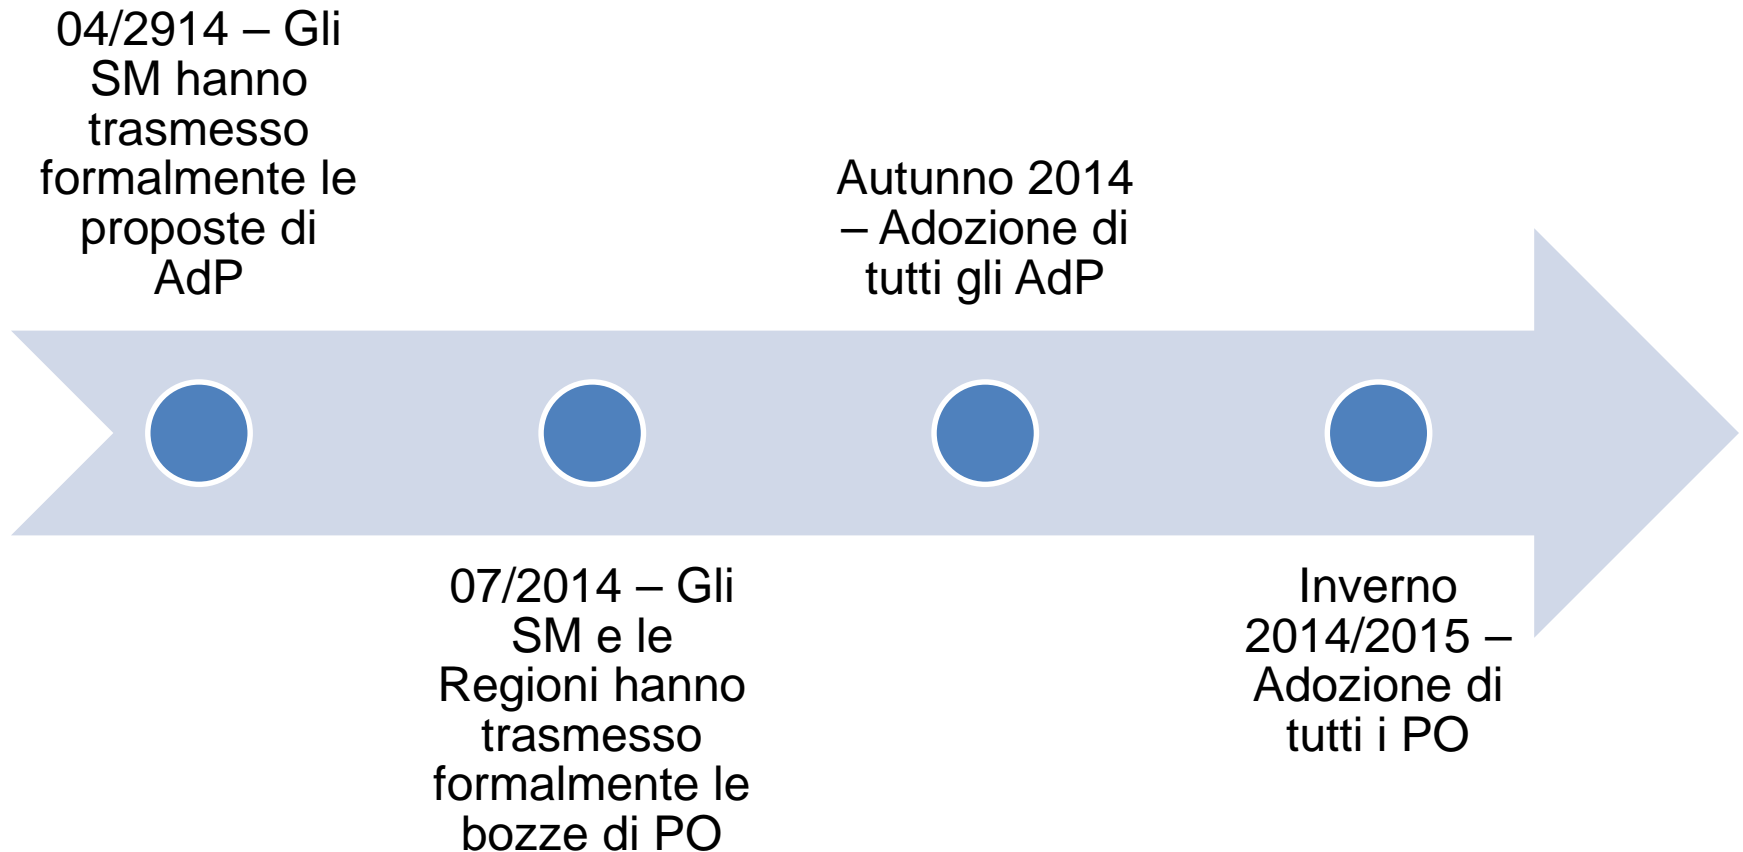 04/2914 – Gli
SM hanno
trasmesso
formalmente le
proposte di
AdP
07/2014 – Gli
SM e le
Regioni hanno
trasmesso
formalmente le
bozze di PO
Autunno 2014
– Adozione di
tutti gli AdP
Inverno
2014/2015 –
Adozione di
tutti i PO